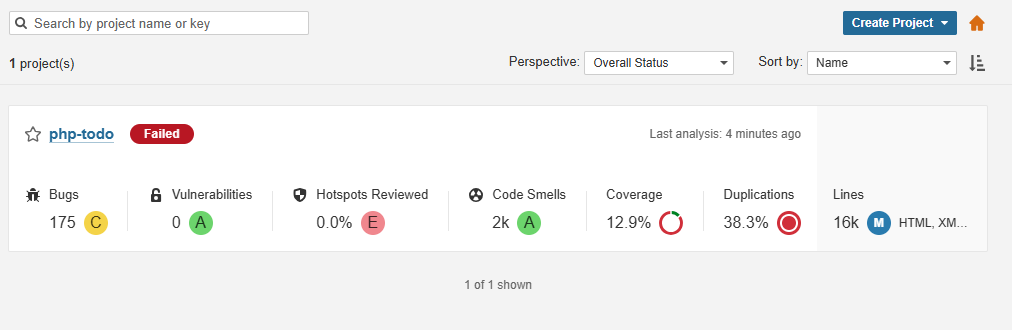 Search by project name or key
Create Project
1 project(s)
Perspective: Overall Status
Sort by: Name
php-todo Failed
Last analysis: 4 minutes ago
Bugs Vulnerabilities Hotspots Reviewed Code Smells Coverage Duplications Lines
175 C 0 A 0.0% E 2k A 12.9% 38.3% 16k M HTML, XM...
1 of 1 shown